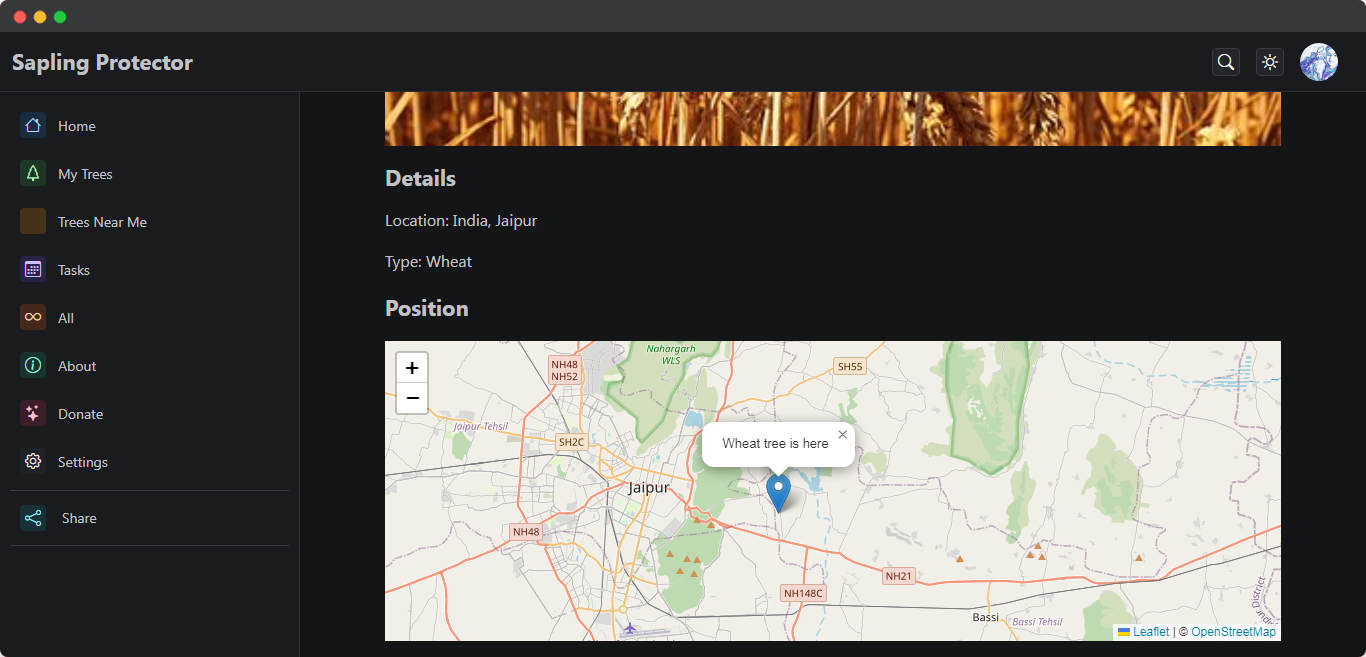 Sapling Protector
Home
My Trees
Trees Near Me
Tasks
All
About
Donate
Settings
Share
Details
Location: India, Jaipur
Type: Wheat
Position
+
−
Nahargarh
WLS
NH48
NH52
SH55
Jaipur Tehsil
SH2C
Wheat tree is here
×
Jaipur
NH48
NH21
NH148C
Bassi
Bassi Tehsil
District
Leaflet | © OpenStreetMap